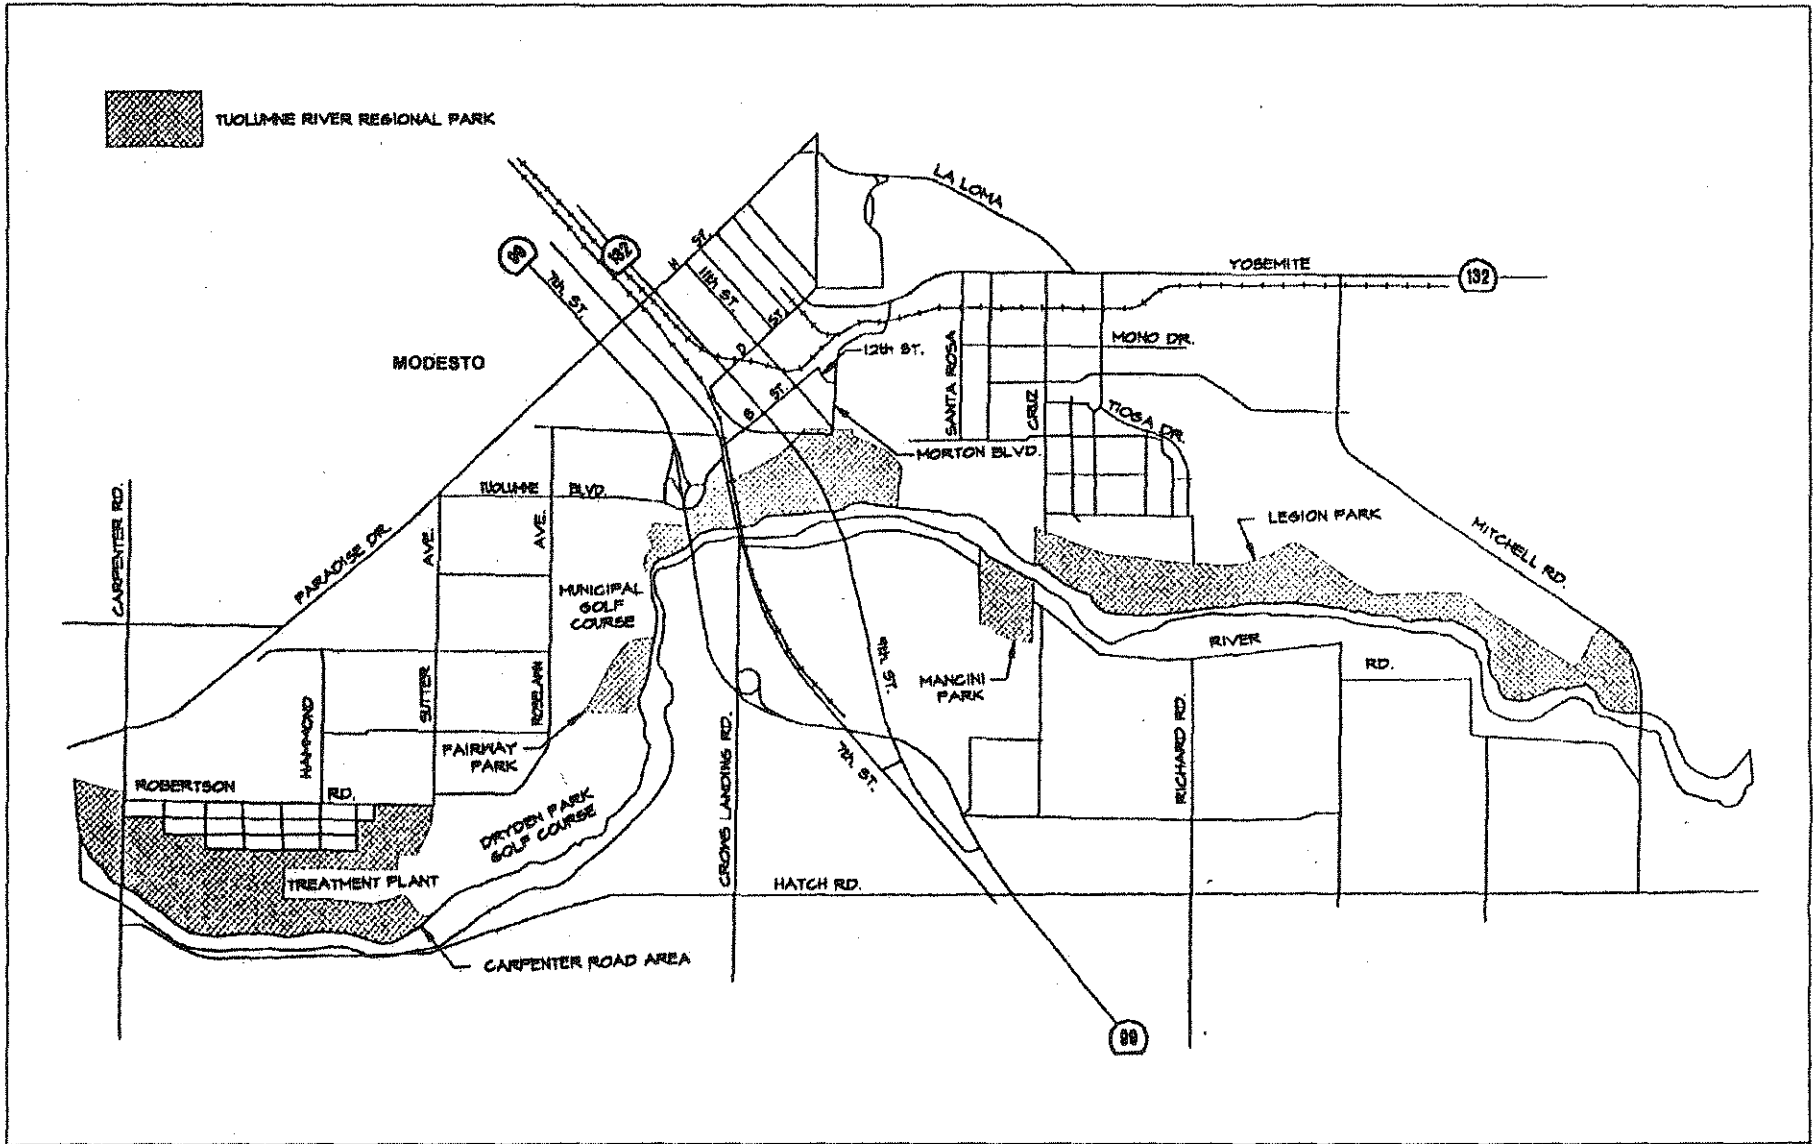 TUOLUMNE RIVER REGIONAL PARK
LA LOMA
99
132
H ST.
7th. ST.
11th ST.
YOSEMITE
132
D ST.
MODESTO
12th ST.
MONO DR.
SANTA ROSA
CRUZ
TIOGA DR.
B ST.
MORTON BLVD.
TUOLUMNE BLVD.
CARPENTER RD.
PARADISE DR.
AVE.
AVE.
LEGION PARK
MITCHELL RD.
MUNICIPAL
GOLF
COURSE
RIVER
RD.
SUTTER
ROSELAWN
MANCINI
PARK
HAMMOND
FAIRWAY
PARK
CROWS LANDING RD.
7th. ST.
RICHARD RD.
ROBERTSON RD.
DRYDEN PARK
GOLF COURSE
TREATMENT PLANT
HATCH RD.
CARPENTER ROAD AREA
99